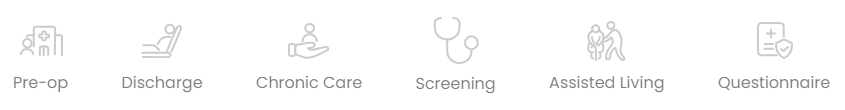 Pre-op Discharge Chronic Care Screening Assisted Living Questionnaire